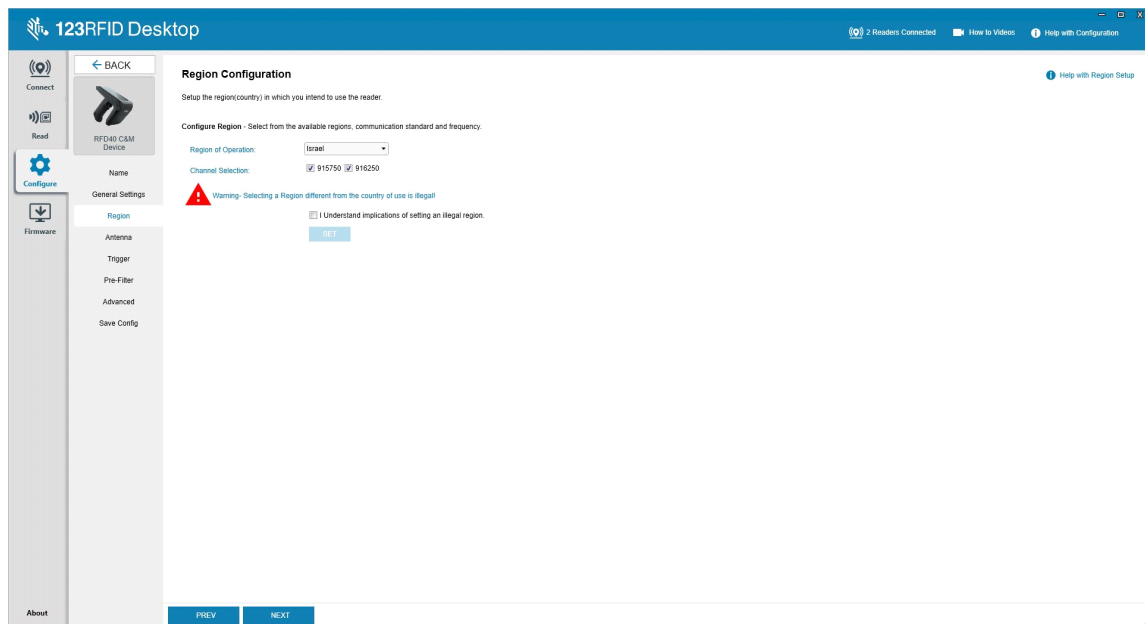 123RFID Desktop
2 Readers Connected
How to Videos
Help with Configuration
Connect
Read
Configure
Firmware
About
BACK
RFD40 C&M
Device
Name
General Settings
Region
Antenna
Trigger
Pre-Filter
Advanced
Save Config
Region Configuration
Help with Region Setup
Setup the region(country) in which you intend to use the reader.
Configure Region - Select from the available regions, communication standard and frequency.
Region of Operation: Israel
Channel Selection: 915750 916250
Warning- Selecting a Region different from the country of use is illegal!
I Understand implications of setting an illegal region.
SET
PREV NEXT